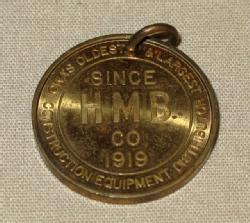 OLDEST & LARGEST
CONSTRUCTION EQUIPMENT
SINCE
H.M.B.
CO
1919